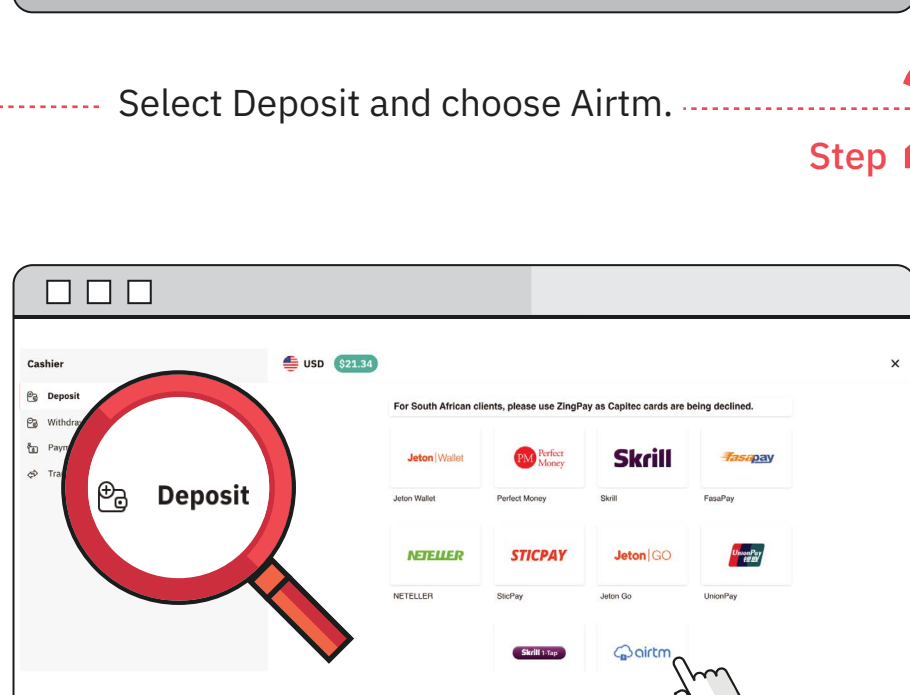 Select Deposit and choose Airtm.
Step
Cashier
USD $21.34
Deposit
For South African clients, please use ZingPay as Capitec cards are being declined.
Deposit
Jeton|Wallet
PM Perfect Money
Skrill
Fasapay
Jeton Wallet
Perfect Money
Skrill
FasaPay
NETELLER
STICPAY
Jeton|GO
UnionPay 银联
NETELLER
SticPay
Jeton Go
UnionPay
Skrill 1-Tap
airtm